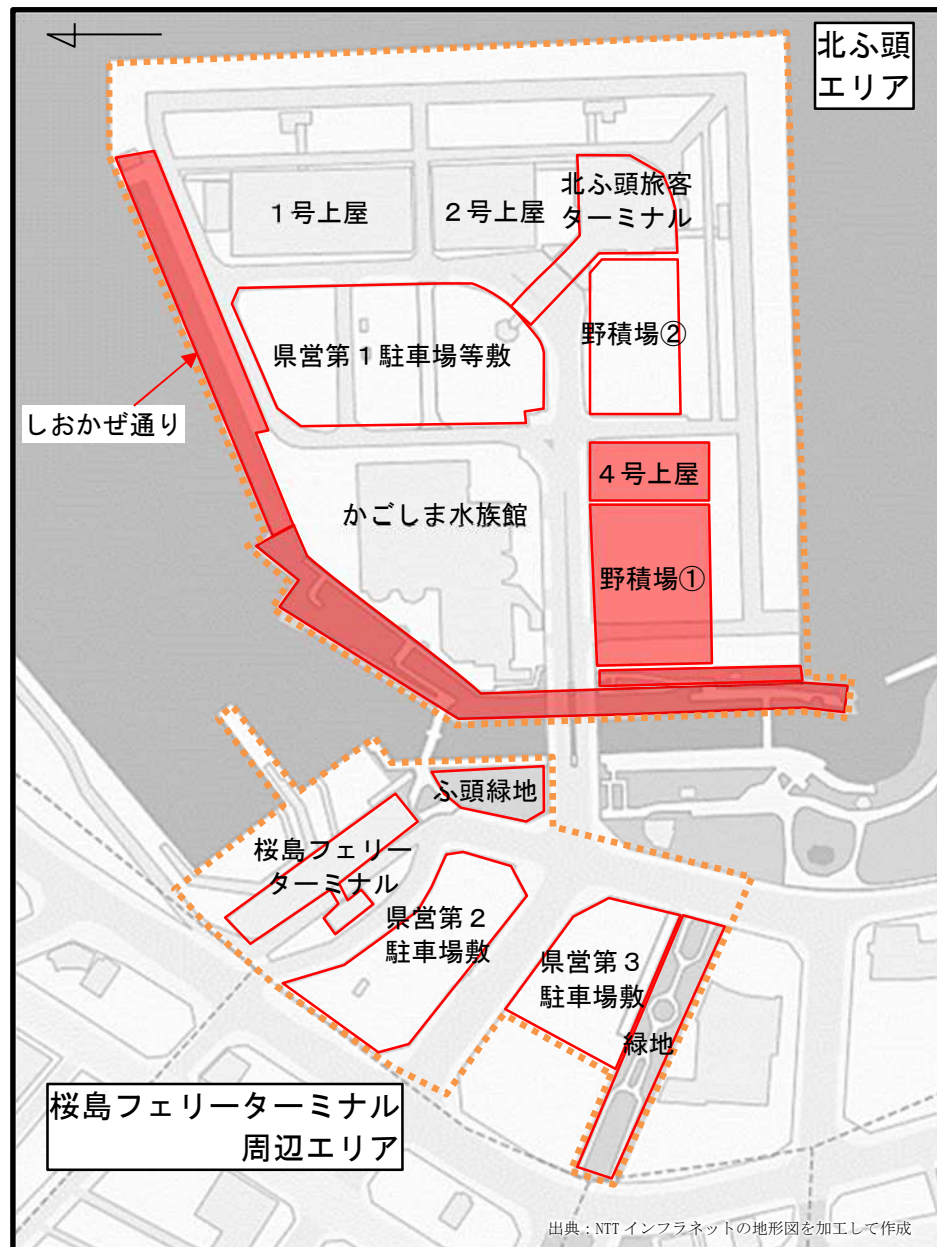 北ふ頭
エリア
北ふ頭旅客
ターミナル
１号上屋
２号上屋
野積場②
県営第１駐車場等敷
しおかぜ通り
４号上屋
かごしま水族館
野積場①
ふ頭緑地
桜島フェリー
ターミナル
県営第２
駐車場敷
県営第３
駐車場敷
緑地
桜島フェリーターミナル
周辺エリア
出典：NTT インフラネットの地形図を加工して作成